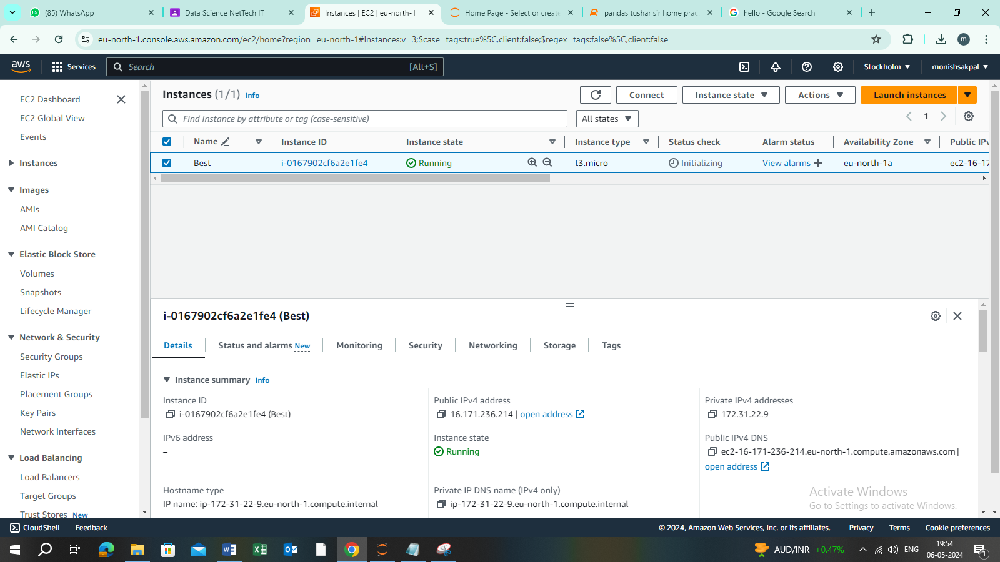 (85) WhatsApp
Data Science NetTech IT
Instances | EC2 | eu-north-1
Home Page - Select or create
pandas tushar sir home prac
hello - Google Search
eu-north-1.console.aws.amazon.com/ec2/home?region=eu-north-1#Instances:v=3;$case=tags:true%5C,client:false;$regex=tags:false%5C,client:false
m
aws
Services
Search
[Alt+S]
Stockholm
monishsakpal
EC2 Dashboard
EC2 Global View
Events
Instances
Images
AMIs
AMI Catalog
Elastic Block Store
Volumes
Snapshots
Lifecycle Manager
Network & Security
Security Groups
Elastic IPs
Placement Groups
Key Pairs
Network Interfaces
Load Balancing
Load Balancers
Target Groups
Trust Stores New
Instances (1/1) Info
Connect
Instance state
Actions
Launch instances
Find Instance by attribute or tag (case-sensitive)
All states
1
Name Instance ID Instance state Instance type Status check Alarm status Availability Zone Public IPv
Best i-0167902cf6a2e1fe4 Running t3.micro Initializing View alarms + eu-north-1a ec2-16-17
i-0167902cf6a2e1fe4 (Best)
Details Status and alarms New Monitoring Security Networking Storage Tags
Instance summary Info
Instance ID
i-0167902cf6a2e1fe4 (Best)
Public IPv4 address
16.171.236.214 | open address
Private IPv4 addresses
172.31.22.9
IPv6 address
–
Instance state
Running
Public IPv4 DNS
ec2-16-171-236-214.eu-north-1.compute.amazonaws.com |
open address
Hostname type
IP name: ip-172-31-22-9.eu-north-1.compute.internal
Private IP DNS name (IPv4 only)
ip-172-31-22-9.eu-north-1.compute.internal
Activate Windows
Go to Settings to activate Windows.
CloudShell
Feedback
© 2024, Amazon Web Services, Inc. or its affiliates.
Privacy
Terms
Cookie preferences
AUD/INR +0.47%
ENG
19:54
06-05-2024
1